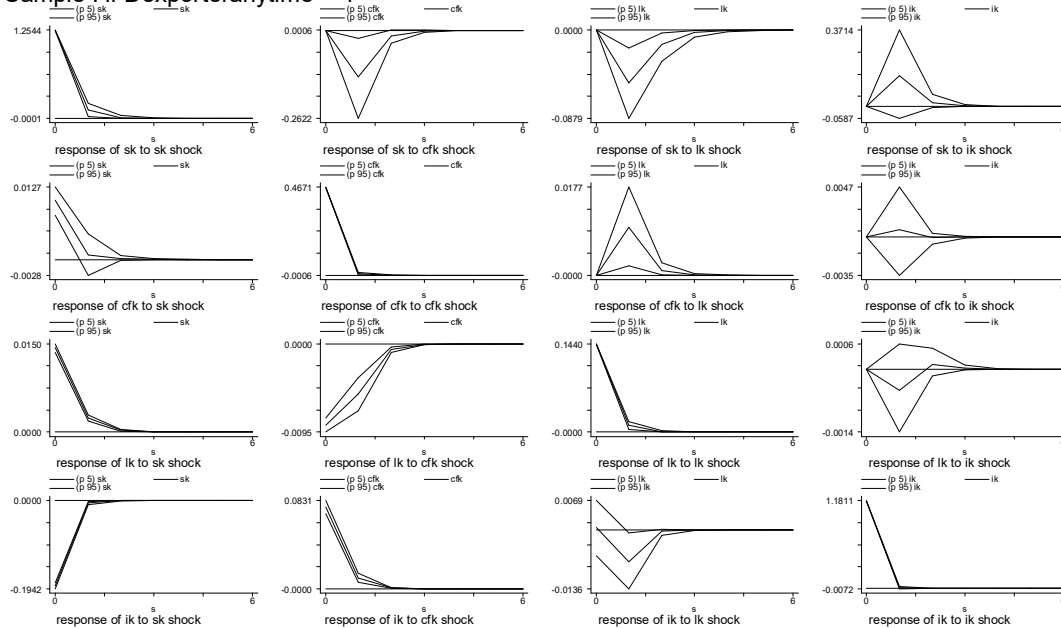 (p 5) sk sk
(p 95) sk
1.2544
-0.0001
0 6
s
response of sk to sk shock
(p 5) cfk cfk
(p 95) cfk
0.0006
-0.2622
0 6
s
response of sk to cfk shock
(p 5) lk lk
(p 95) lk
0.0000
-0.0879
0 6
s
response of sk to lk shock
(p 5) ik ik
(p 95) ik
0.3714
-0.0587
0 6
s
response of sk to ik shock
(p 5) sk sk
(p 95) sk
0.0127
-0.0028
0 6
s
response of cfk to sk shock
(p 5) cfk cfk
(p 95) cfk
0.4671
-0.0006
0 6
s
response of cfk to cfk shock
(p 5) lk lk
(p 95) lk
0.0177
-0.0000
0 6
s
response of cfk to lk shock
(p 5) ik ik
(p 95) ik
0.0047
-0.0035
0 6
s
response of cfk to ik shock
(p 5) sk sk
(p 95) sk
0.0150
0.0000
0 6
s
response of lk to sk shock
(p 5) cfk cfk
(p 95) cfk
0.0000
-0.0095
0 6
s
response of lk to cfk shock
(p 5) lk lk
(p 95) lk
0.1440
-0.0000
0 6
s
response of lk to lk shock
(p 5) ik ik
(p 95) ik
0.0006
-0.0014
0 6
s
response of lk to ik shock
(p 5) sk sk
(p 95) sk
0.0000
-0.1942
0 6
s
response of ik to sk shock
(p 5) cfk cfk
(p 95) cfk
0.0831
-0.0000
0 6
s
response of ik to cfk shock
(p 5) lk lk
(p 95) lk
0.0069
-0.0136
0 6
s
response of ik to lk shock
(p 5) ik ik
(p 95) ik
1.1811
-0.0072
0 6
s
response of ik to ik shock